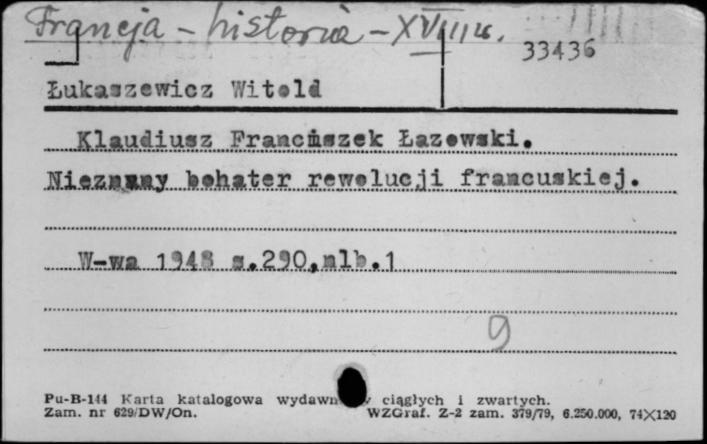 Francja - historia - XVIII w.
33436
Łukaszewicz Witold
Klaudiusz Franciszek Łazowski.
Nieznany bohater rewolucji francuskiej.
W-wa 1948 s.290,nlb.1
9
Pu-B-144 Karta katalogowa wydawn ciągłych i zwartych.
Zam. nr 629/DW/On. WZGraf. Z-2 zam. 379/79, 6.250.000, 74X120